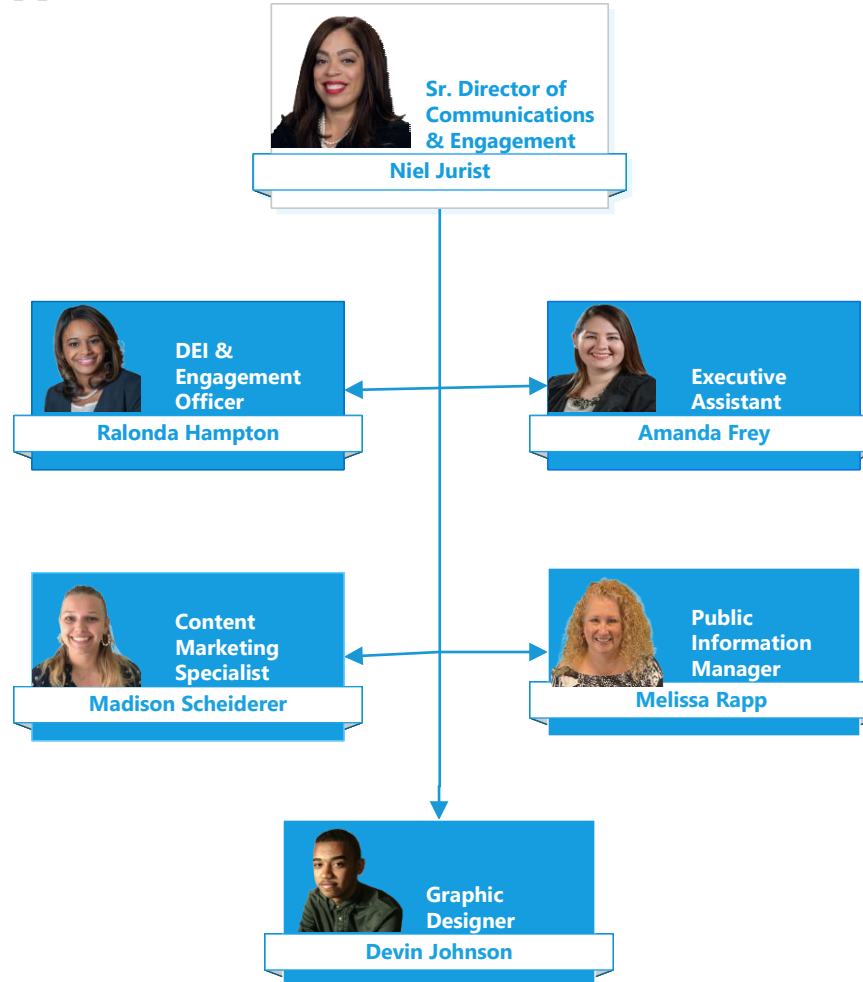 Sr. Director of
Communications
& Engagement
Niel Jurist
DEI &
Engagement
Officer
Ralonda Hampton
Executive
Assistant
Amanda Frey
Content
Marketing
Specialist
Madison Scheiderer
Public
Information
Manager
Melissa Rapp
Graphic
Designer
Devin Johnson